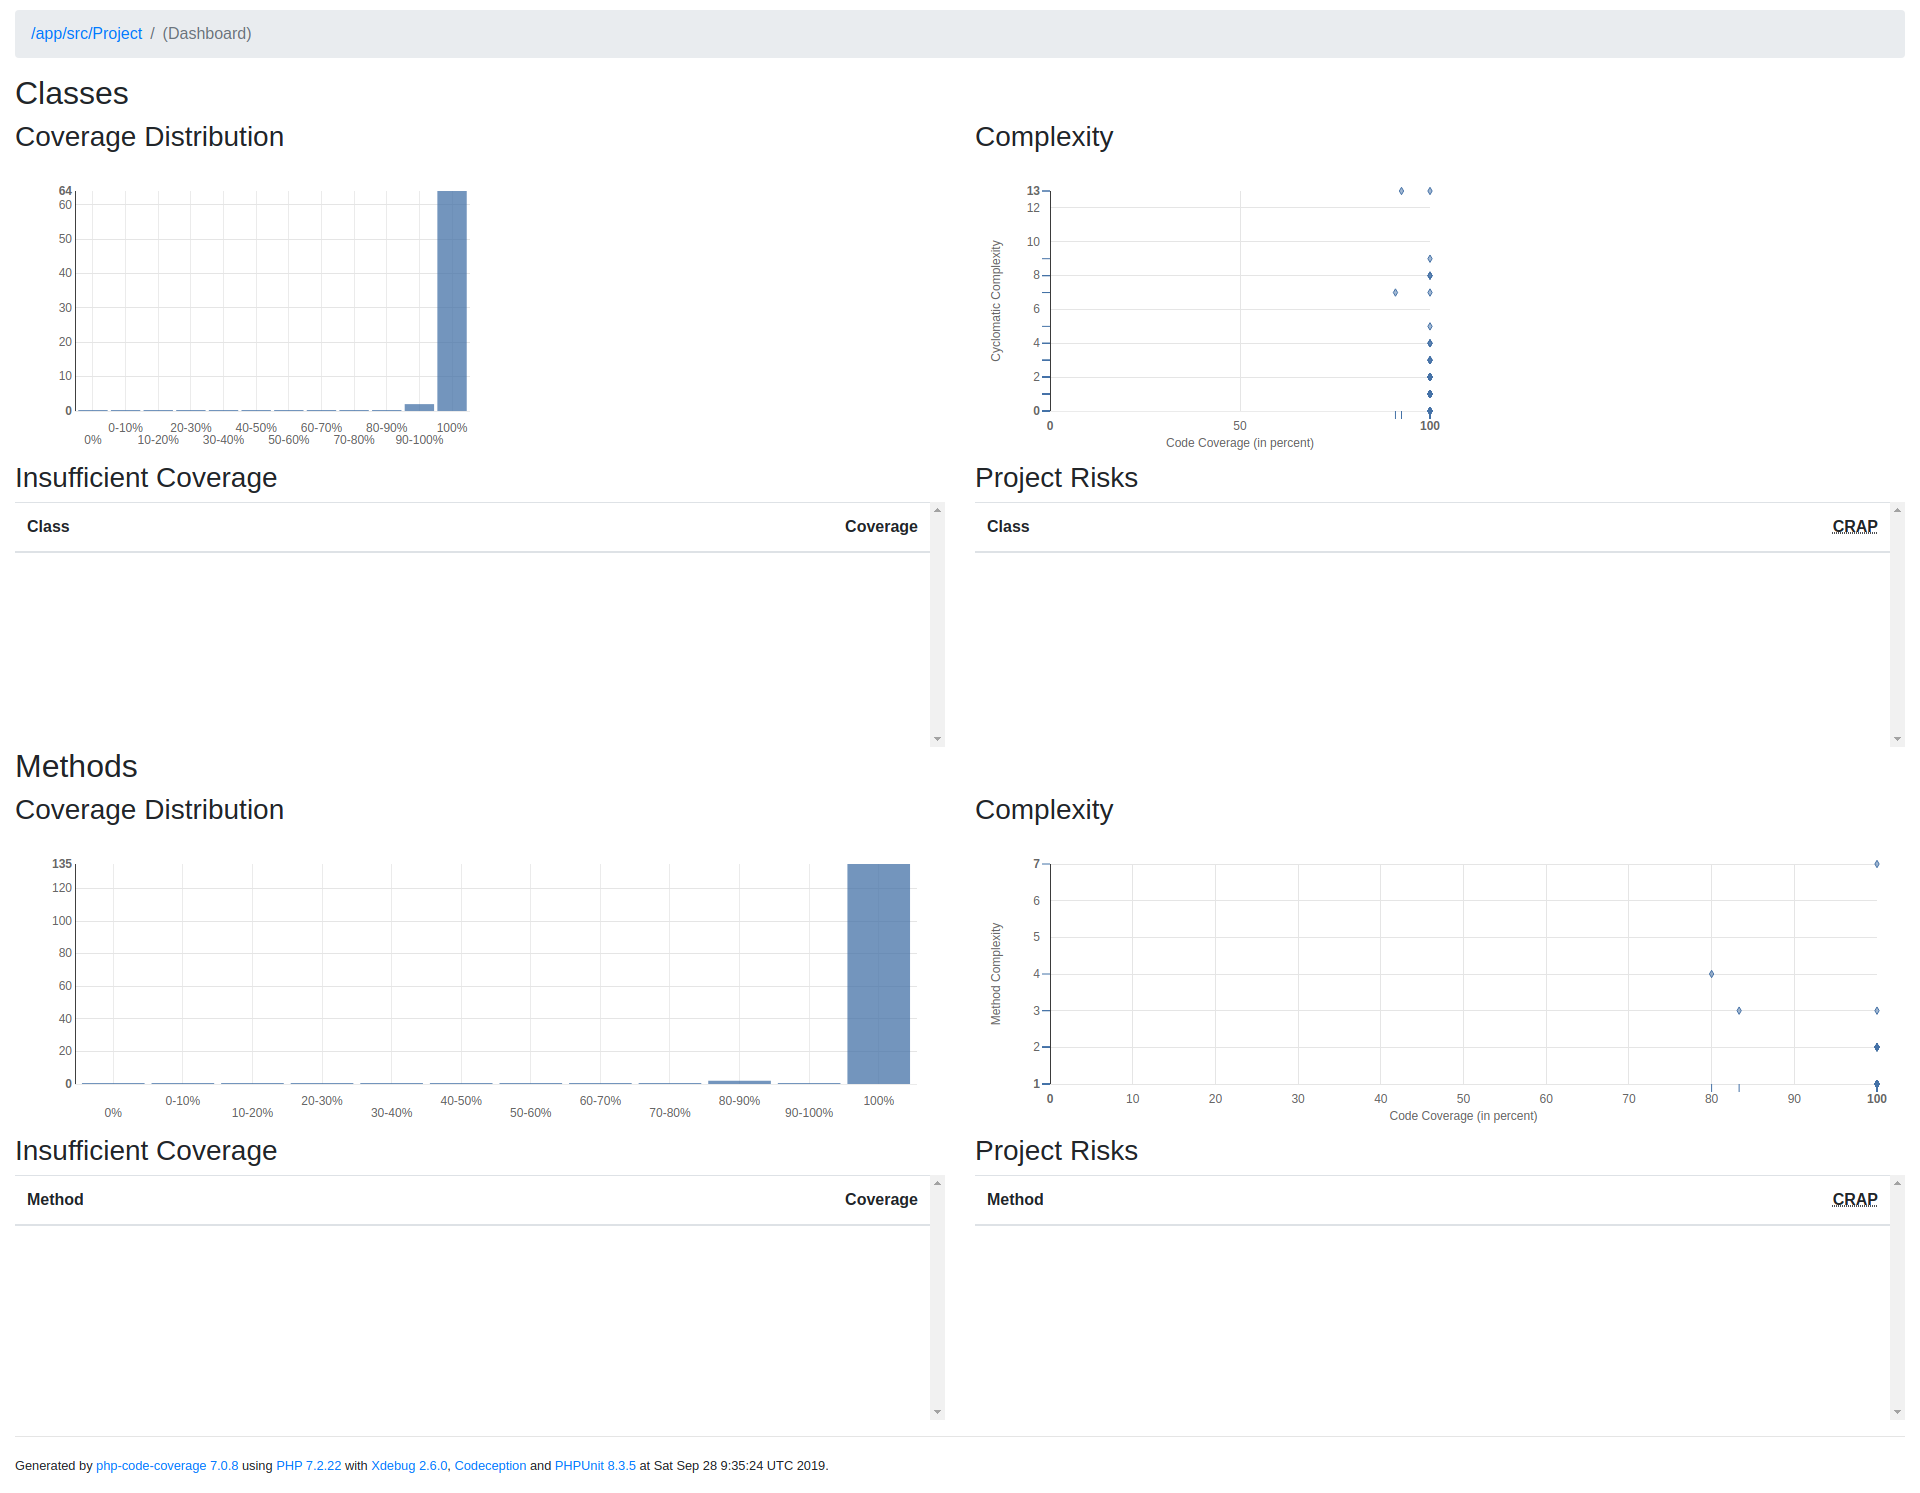 /app/src/Project / (Dashboard)
Classes
Coverage Distribution
64
60
50
40
30
20
10
0
0-10% 20-30% 40-50% 60-70% 80-90% 100%
0% 10-20% 30-40% 50-60% 70-80% 90-100%
Complexity
Cyclomatic Complexity
13
12
10
8
6
4
2
0
0 50 100
Code Coverage (in percent)
Insufficient Coverage
Class Coverage
Project Risks
Class CRAP
Methods
Coverage Distribution
135
120
100
80
60
40
20
0
0-10% 20-30% 40-50% 60-70% 80-90% 100%
0% 10-20% 30-40% 50-60% 70-80% 90-100%
Complexity
Method Complexity
7
6
5
4
3
2
1
0 10 20 30 40 50 60 70 80 90 100
Code Coverage (in percent)
Insufficient Coverage
Method Coverage
Project Risks
Method CRAP
Generated by php-code-coverage 7.0.8 using PHP 7.2.22 with Xdebug 2.6.0, Codeception and PHPUnit 8.3.5 at Sat Sep 28 9:35:24 UTC 2019.